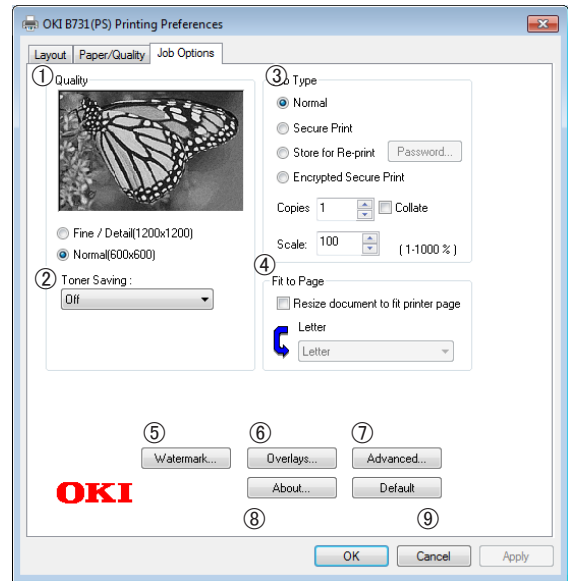 OKI B731(PS) Printing Preferences
Layout Paper/Quality Job Options
① Quality
③ Job Type
Normal
Secure Print
Store for Re-print Password...
Encrypted Secure Print
Copies 1 Collate
Scale: 100 ( 1-1000 % )
Fine / Detail(1200x1200)
Normal(600x600)
② Toner Saving :
Off
④
Fit to Page
Resize document to fit printer page
Letter
Letter
⑤ ⑥ ⑦
Watermark... Overlays... Advanced...
OKI
About... Default
⑧ ⑨
OK Cancel Apply